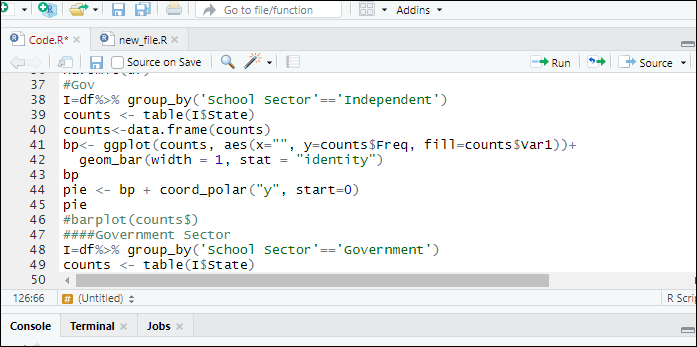 Go to file/function
Addins
Code.R*
new_file.R
Source on Save
Run
Source
37 #Gov
38 I=df%>% group_by('School Sector'=='Independent')
39 counts <- table(I$State)
40 counts<-data.frame(counts)
41 bp<- ggplot(counts, aes(x="", y=counts$Freq, fill=counts$Var1))+
42 geom_bar(width = 1, stat = "identity")
43 bp
44 pie <- bp + coord_polar("y", start=0)
45 pie
46 #barplot(counts$)
47 ####Government Sector
48 I=df%>% group_by('School Sector'=='Government')
49 counts <- table(I$State)
50
126:66
(Untitled)
R Scrip
Console
Terminal
Jobs